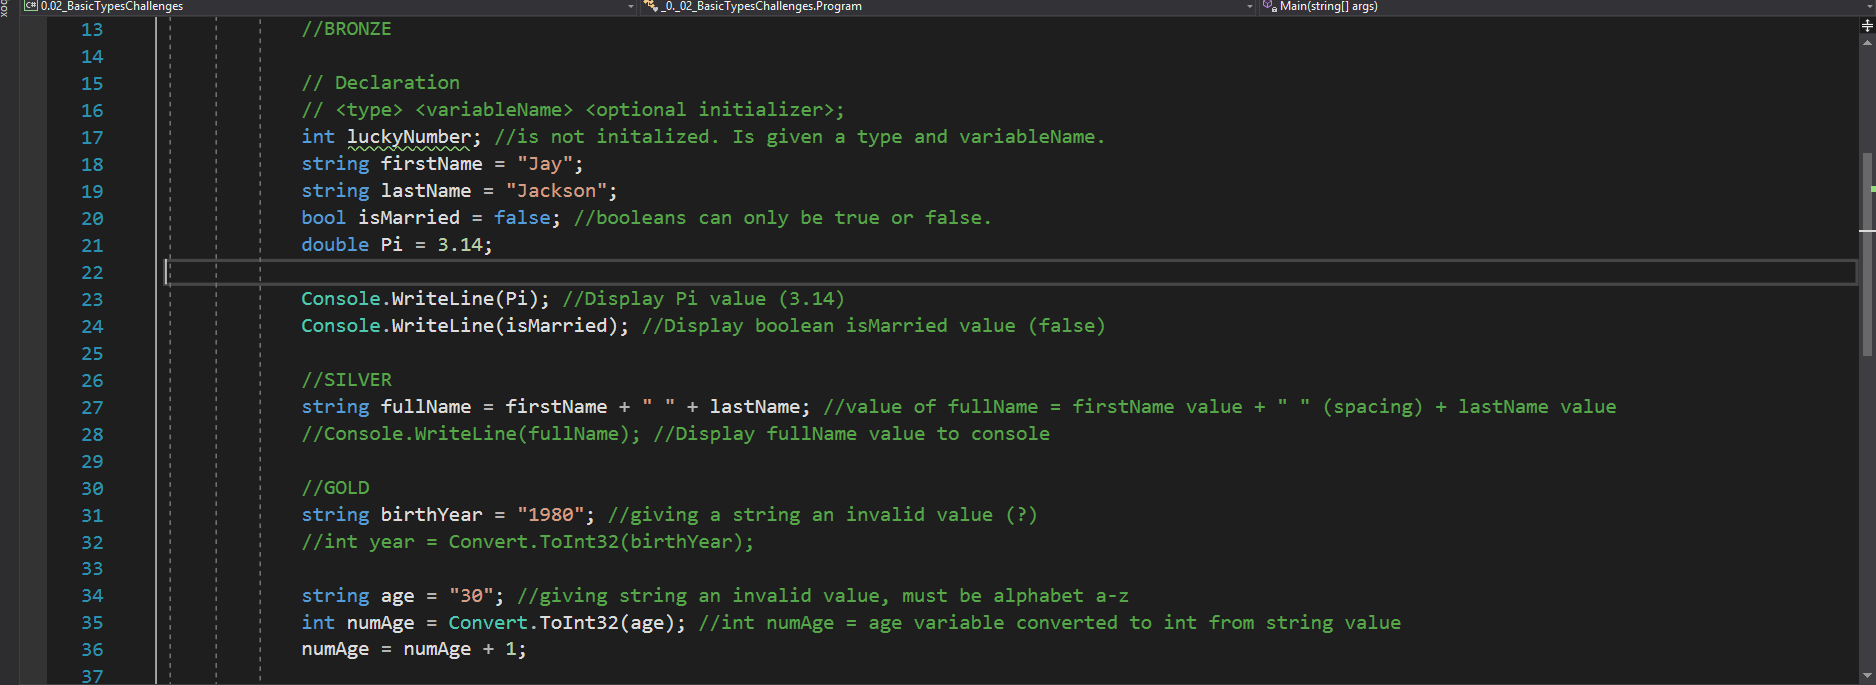 C# 0.02_BasicTypesChallenges _0._02_BasicTypesChallenges.Program Main(string[] args)
13 //BRONZE
14
15 // Declaration
16 // <type> <variableName> <optional initializer>;
17 int luckyNumber; //is not initalized. Is given a type and variableName.
18 string firstName = "Jay";
19 string lastName = "Jackson";
20 bool isMarried = false; //booleans can only be true or false.
21 double Pi = 3.14;
22
23 Console.WriteLine(Pi); //Display Pi value (3.14)
24 Console.WriteLine(isMarried); //Display boolean isMarried value (false)
25
26 //SILVER
27 string fullName = firstName + " " + lastName; //value of fullName = firstName value + " " (spacing) + lastName value
28 //Console.WriteLine(fullName); //Display fullName value to console
29
30 //GOLD
31 string birthYear = "1980"; //giving a string an invalid value (?)
32 //int year = Convert.ToInt32(birthYear);
33
34 string age = "30"; //giving string an invalid value, must be alphabet a-z
35 int numAge = Convert.ToInt32(age); //int numAge = age variable converted to int from string value
36 numAge = numAge + 1;
37